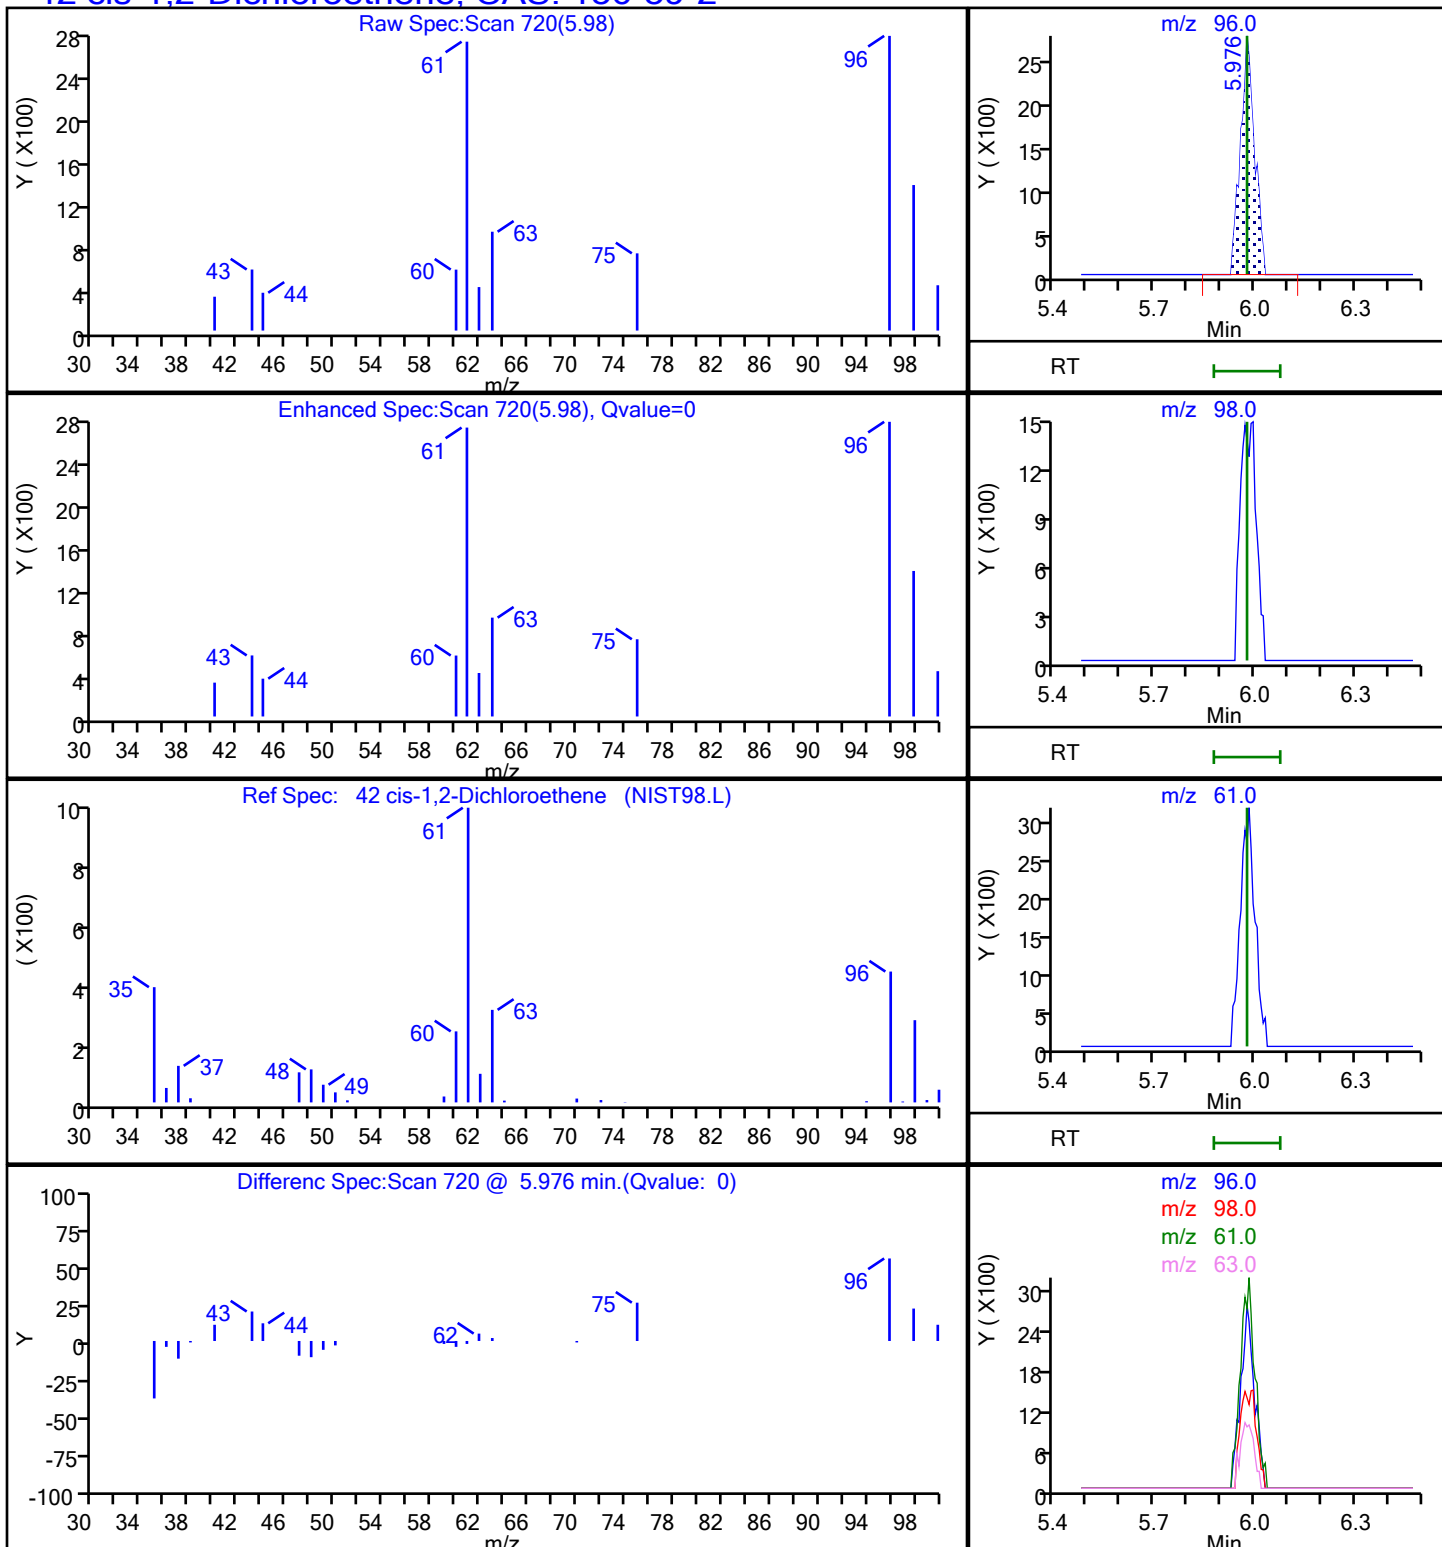 42 cis-1,2-Dichloroethene, CAS: 156-59-2
Raw Spec:Scan 720(5.98)
28
24
20
16
12
8
4
0
Y ( X100)
61
96
43
44
60
63
75
30 34 38 42 46 50 54 58 62 66 70 74 78 82 86 90 94 98
m/z
m/z 96.0
5.976
25
20
15
10
5
0
Y ( X100)
5.4 5.7 6.0 6.3
Min
RT
Enhanced Spec:Scan 720(5.98), Qvalue=0
28
24
20
16
12
8
4
0
Y ( X100)
61
96
43
44
60
63
75
30 34 38 42 46 50 54 58 62 66 70 74 78 82 86 90 94 98
m/z
m/z 98.0
15
12
9
6
3
0
Y ( X100)
5.4 5.7 6.0 6.3
Min
RT
Ref Spec: 42 cis-1,2-Dichloroethene (NIST98.L)
10
8
6
4
2
0
( X100)
61
96
35
37
48
49
60
63
30 34 38 42 46 50 54 58 62 66 70 74 78 82 86 90 94 98
m/z 61.0
30
25
20
15
10
5
0
Y ( X100)
5.4 5.7 6.0 6.3
Min
RT
Differenc Spec:Scan 720 @ 5.976 min.(Qvalue: 0)
100
75
50
25
0
-25
-50
-75
-100
Y
43
44
62
75
96
30 34 38 42 46 50 54 58 62 66 70 74 78 82 86 90 94 98
m/z
m/z 96.0
m/z 98.0
m/z 61.0
m/z 63.0
30
24
18
12
6
0
Y ( X100)
5.4 5.7 6.0 6.3
Min